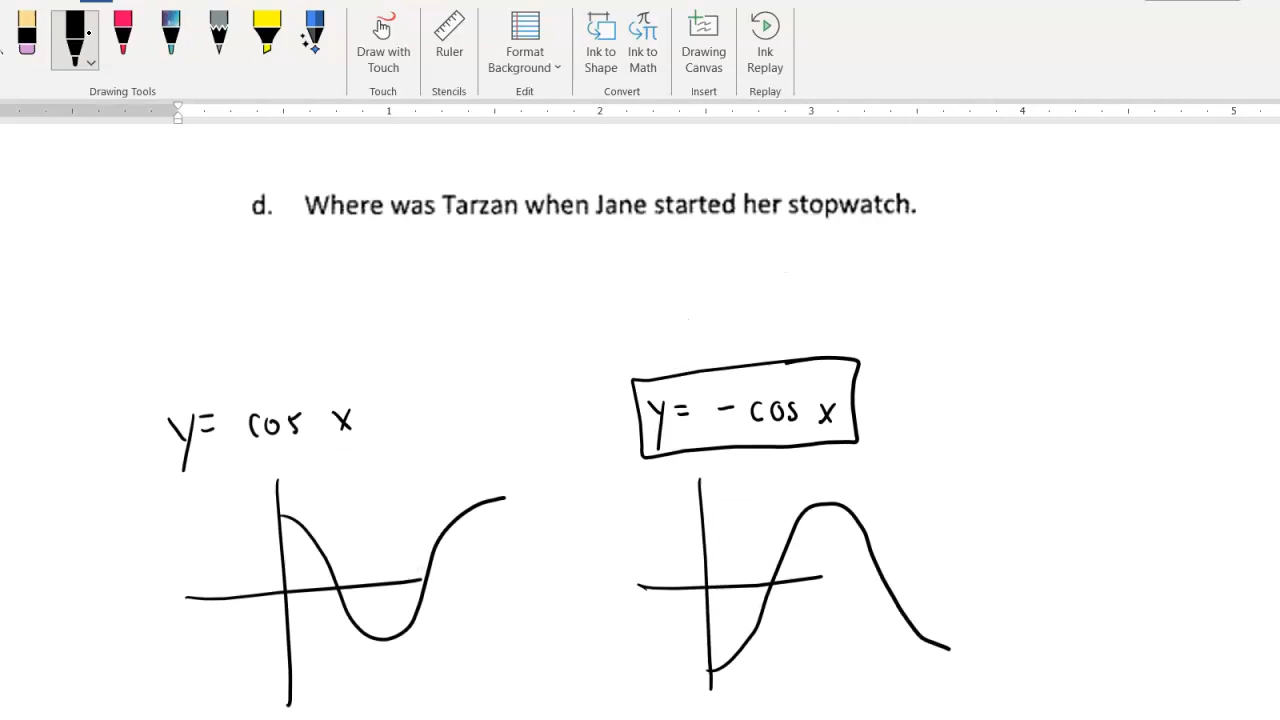 Draw with Touch
Ruler
Format Background
Ink to Shape
Ink to Math
Drawing Canvas
Ink Replay
Drawing Tools
Touch
Stencils
Edit
Convert
Insert
Replay
1 2 3 4 5
d. Where was Tarzan when Jane started her stopwatch.
y= cos x
y= - cos x